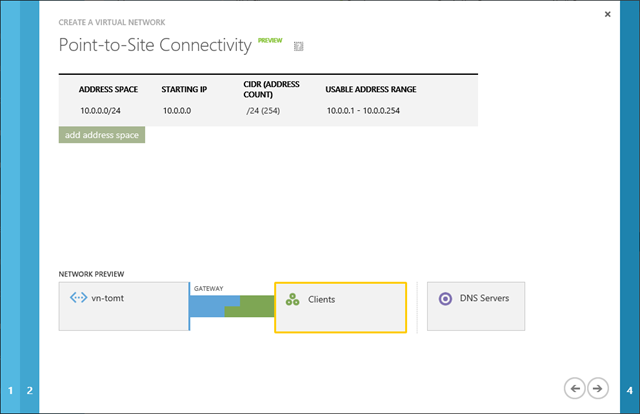 CREATE A VIRTUAL NETWORK
Point-to-Site Connectivity PREVIEW
ADDRESS SPACE STARTING IP CIDR (ADDRESS COUNT) USABLE ADDRESS RANGE
10.0.0.0/24 10.0.0.0 /24 (254) 10.0.0.1 - 10.0.0.254
add address space
NETWORK PREVIEW
vn-tomt
GATEWAY
Clients
DNS Servers
1 2 4